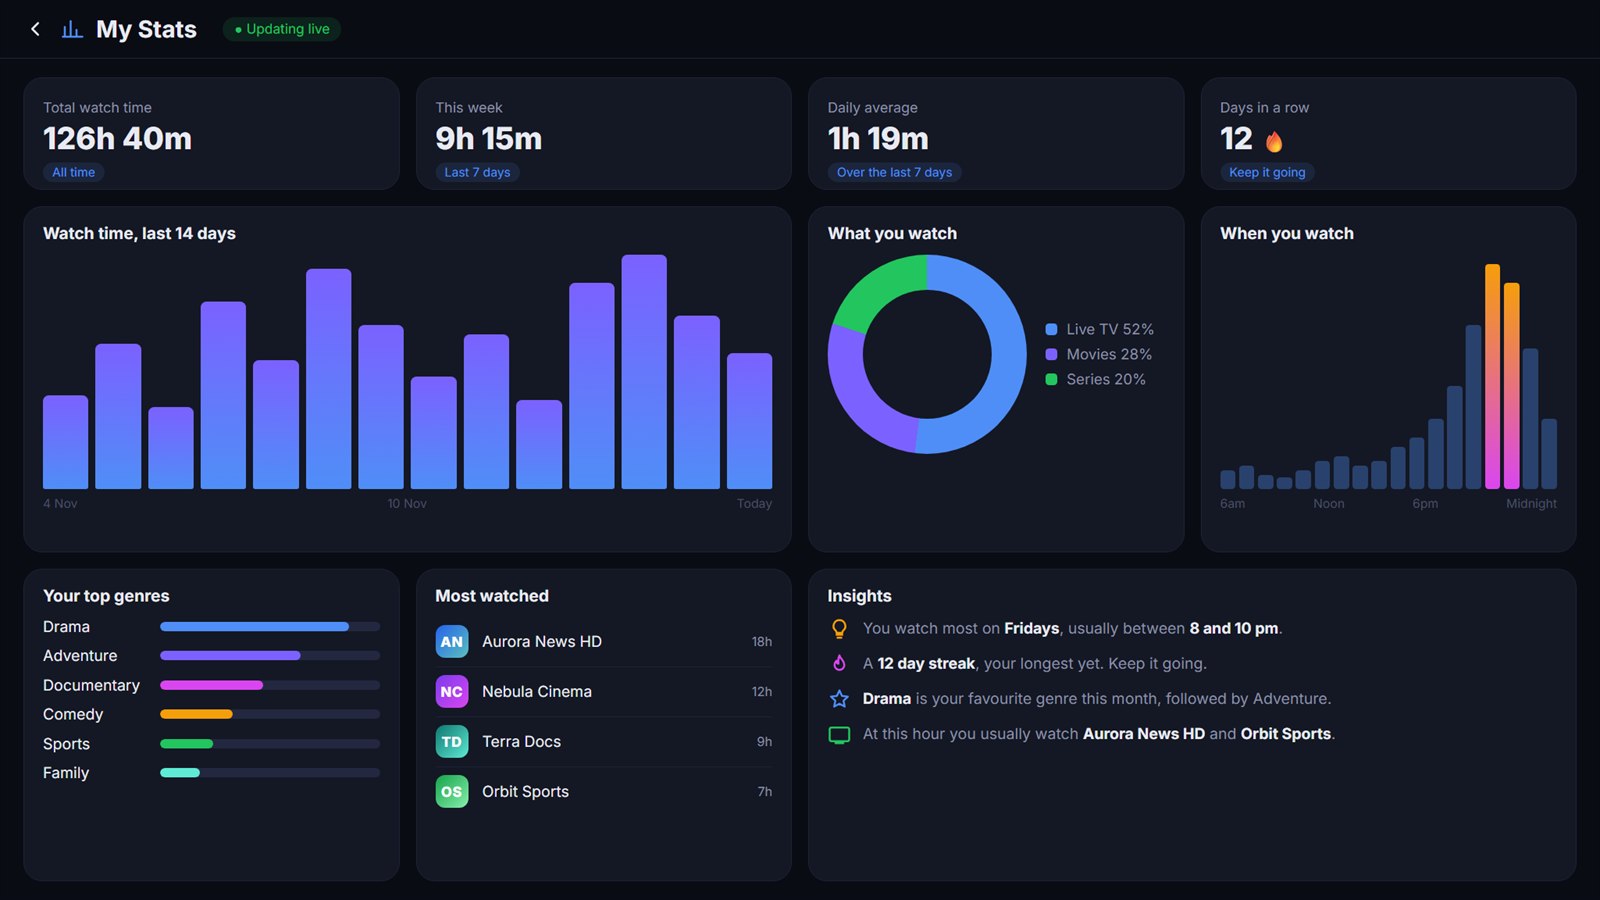 My Stats
Updating live
Total watch time
126h 40m
All time
This week
9h 15m
Last 7 days
Daily average
1h 19m
Over the last 7 days
Days in a row
12
Keep it going
Watch time, last 14 days
4 Nov
10 Nov
Today
What you watch
Live TV 52%
Movies 28%
Series 20%
When you watch
6am
Noon
6pm
Midnight
Your top genres
Drama
Adventure
Documentary
Comedy
Sports
Family
Most watched
AN Aurora News HD 18h
NC Nebula Cinema 12h
TD Terra Docs 9h
OS Orbit Sports 7h
Insights
You watch most on Fridays, usually between 8 and 10 pm.
A 12 day streak, your longest yet. Keep it going.
Drama is your favourite genre this month, followed by Adventure.
At this hour you usually watch Aurora News HD and Orbit Sports.